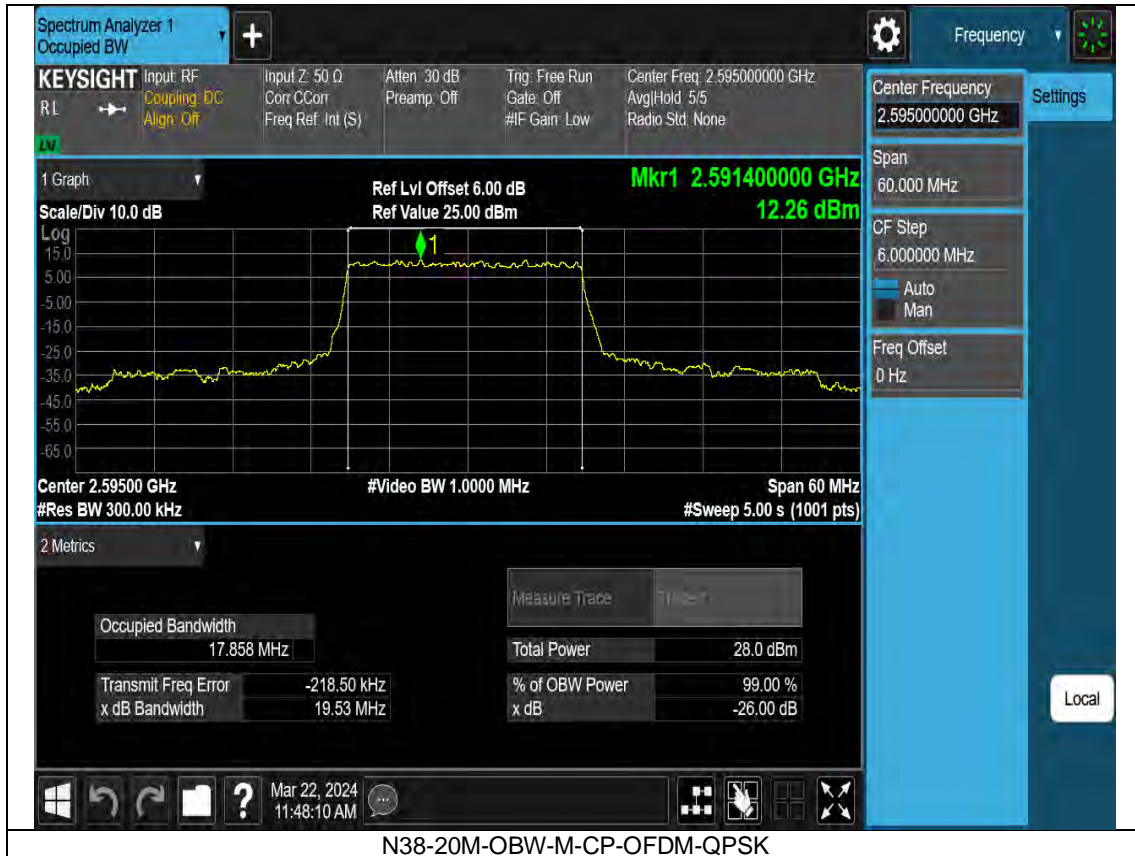 Spectrum Analyzer 1
Occupied BW
+
Frequency
KEYSIGHT
RL
Input: RF
Coupling: DC
Align: Off
Input Z: 50 Ω
Corr CCorr
Freq Ref: Int (S)
Atten: 30 dB
Preamp: Off
Trig: Free Run
Gate: Off
#IF Gain: Low
Center Freq: 2.595000000 GHz
Avg|Hold: 5/5
Radio Std: None
Center Frequency
2.595000000 GHz
Settings
Span
60.000 MHz
CF Step
6.000000 MHz
Auto
Man
Freq Offset
0 Hz
1 Graph
Scale/Div 10.0 dB
Ref Lvl Offset 6.00 dB
Ref Value 25.00 dBm
Mkr1 2.591400000 GHz
12.26 dBm
Log
15.0
5.00
-5.00
-15.0
-25.0
-35.0
-45.0
-55.0
-65.0
1
Center 2.59500 GHz
#Video BW 1.0000 MHz
Span 60 MHz
#Res BW 300.00 kHz
#Sweep 5.00 s (1001 pts)
2 Metrics
Measure Trace
Occupied Bandwidth
17.858 MHz
Total Power 28.0 dBm
Transmit Freq Error -218.50 kHz
% of OBW Power 99.00 %
x dB Bandwidth 19.53 MHz
x dB -26.00 dB
Local
?
Mar 22, 2024
11:48:10 AM
N38-20M-OBW-M-CP-OFDM-QPSK